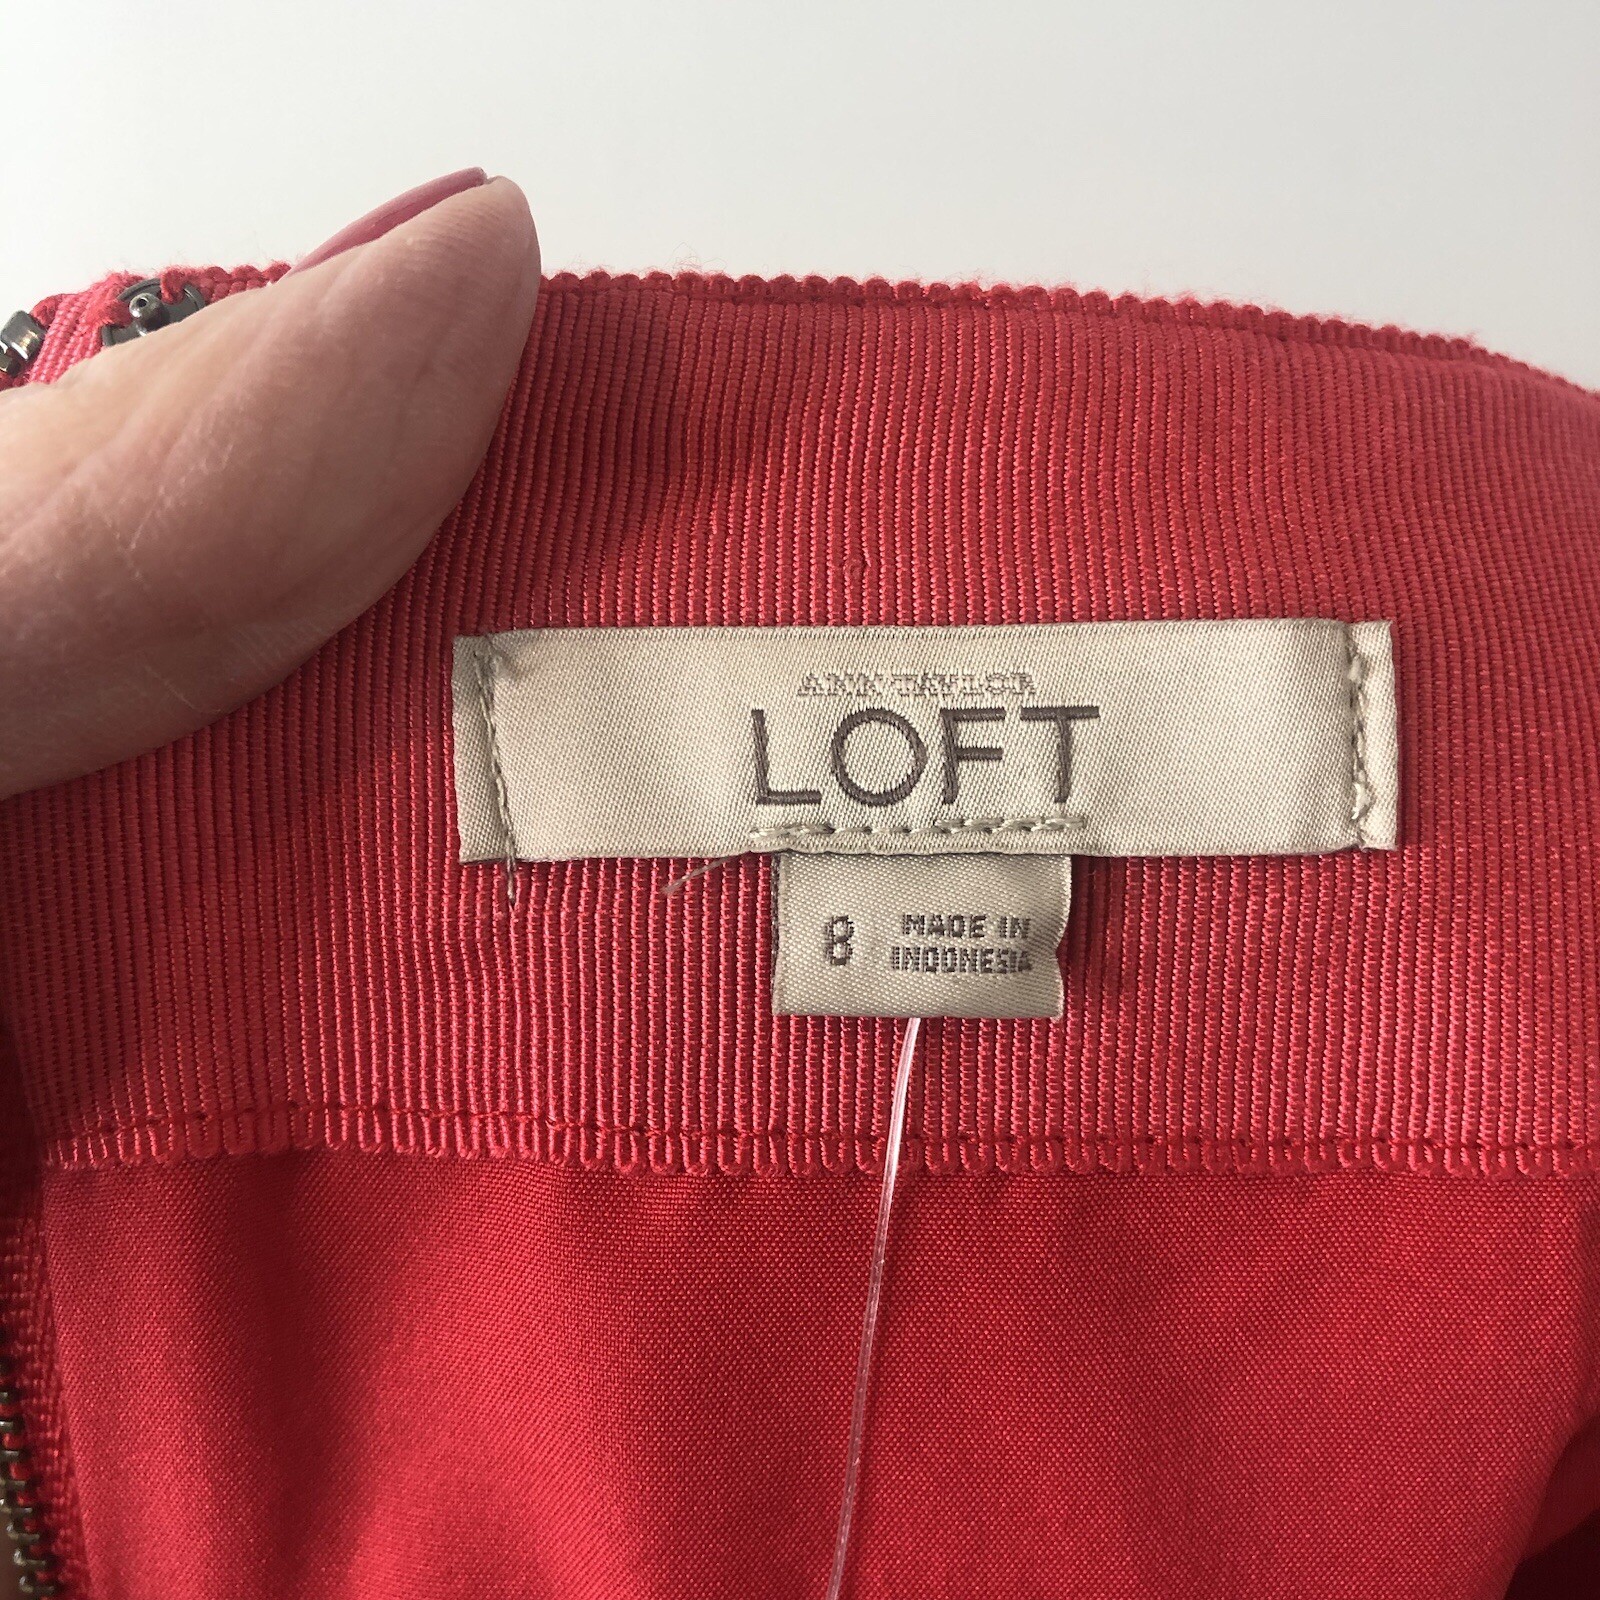 ANN TAYLOR
LOFT
8 MADE IN
INDONESIA